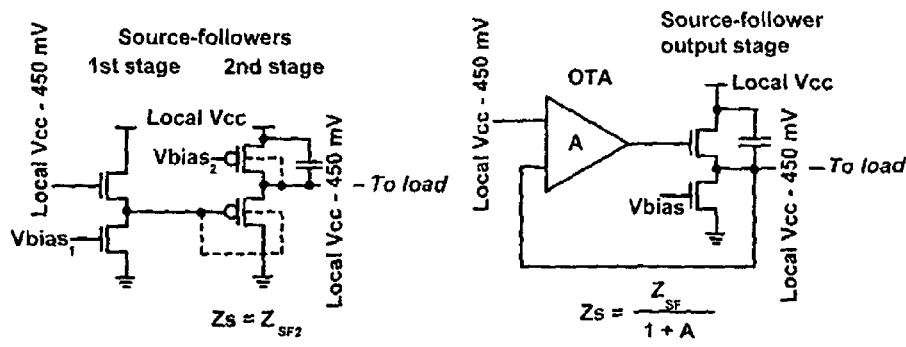 Source-followers
1st stage 2nd stage
Local Vcc - 450 mV
Local Vcc
Vbias2
Vbias1
Local Vcc - 450 mV
To load
Zs = ZSF2
Source-follower
output stage
Local Vcc - 450 mV
OTA
A
Local Vcc
Vbias
Local Vcc - 450 mV
To load
Zs = ZSF
1 + A